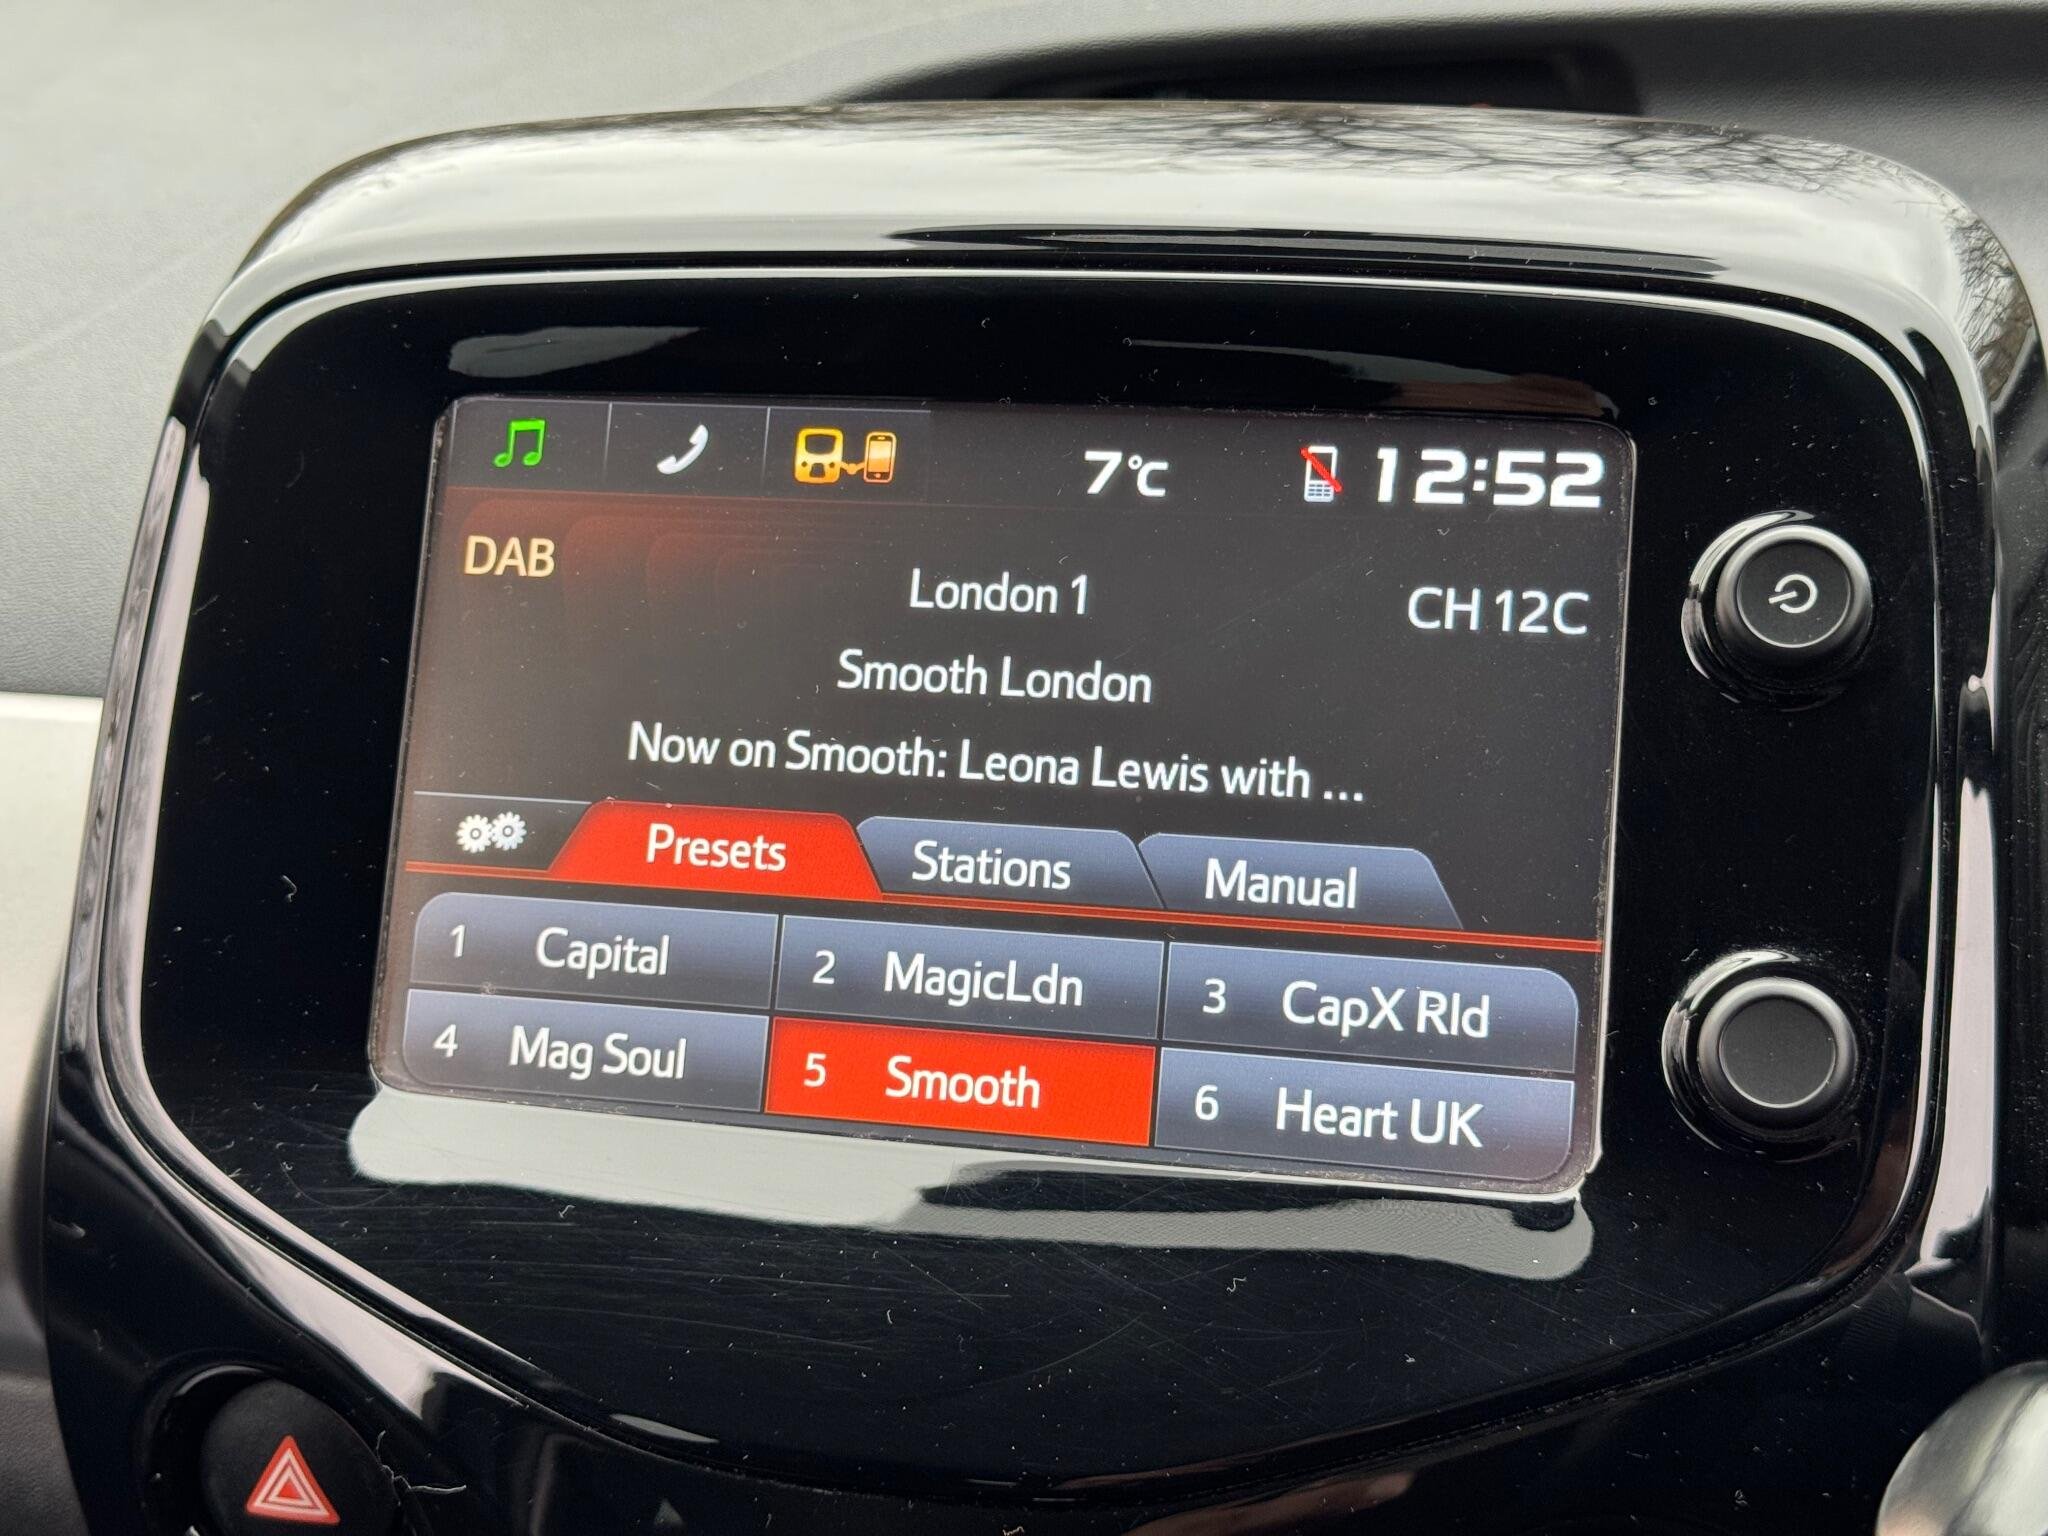 7°C 12:52
DAB
London 1
CH 12C
Smooth London
Now on Smooth: Leona Lewis with ...
Presets Stations Manual
1 Capital 2 MagicLdn 3 CapX Rld
4 Mag Soul 5 Smooth 6 Heart UK